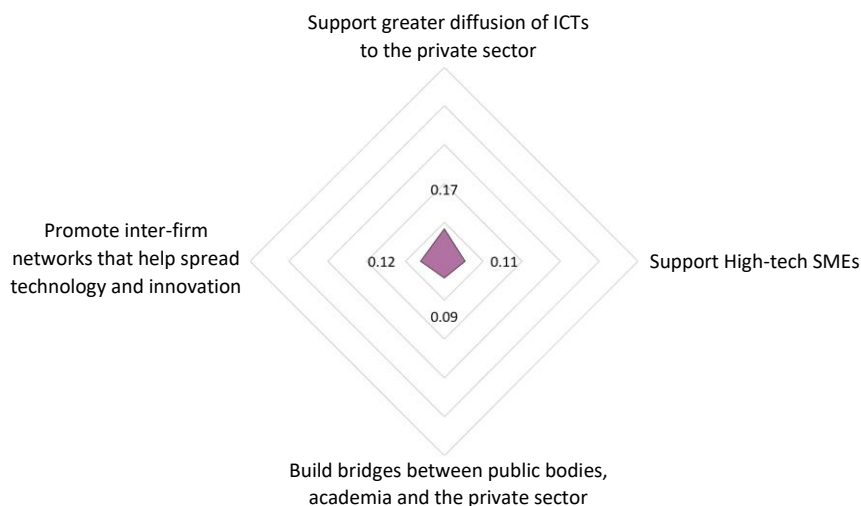 Support greater diffusion of ICTs
to the private sector
0.17
Promote inter-firm
networks that help spread
technology and innovation
0.12
0.11
Support High-tech SMEs
0.09
Build bridges between public bodies,
academia and the private sector